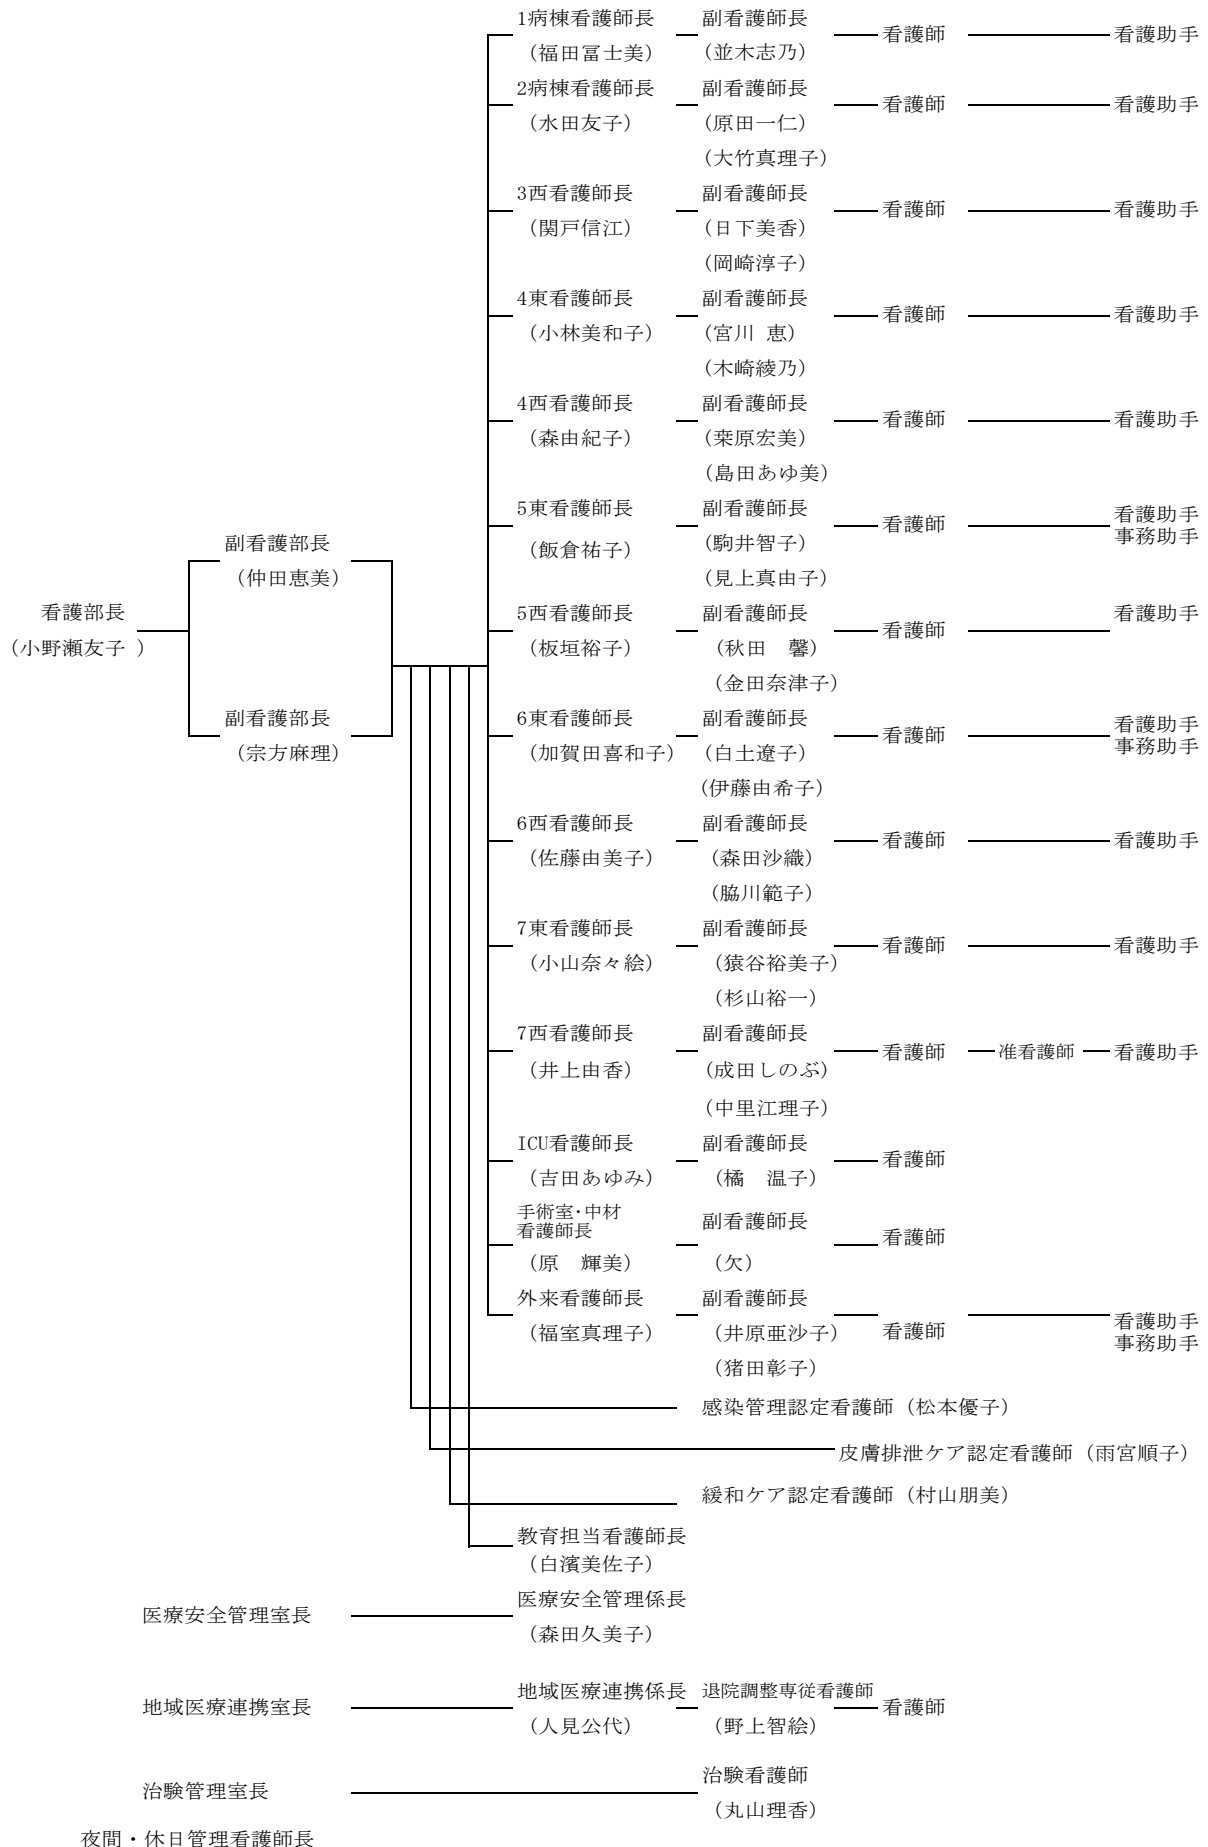 1病棟看護師長 副看護師長
(福田冨士美) (並木志乃) 看護師 看護助手
2病棟看護師長 副看護師長
(水田友子) (原田一仁) 看護師 看護助手
(大竹真理子)
3西看護師長 副看護師長
(関戸信江) (日下美香) 看護師 看護助手
(岡崎淳子)
4東看護師長 副看護師長
(小林美和子) (宮川 恵) 看護師 看護助手
(木崎綾乃)
4西看護師長 副看護師長
(森由紀子) (栞原宏美) 看護師 看護助手
(島田あゆ美)
5東看護師長 副看護師長
(飯倉祐子) (駒井智子) 看護師 看護助手
事務助手
(見上真由子)
副看護部長
(仲田恵美)
看護部長
(小野瀬友子 )
5西看護師長 副看護師長
(板垣裕子) (秋田 馨) 看護師 看護助手
(金田奈津子)
副看護部長
(宗方麻理)
6東看護師長 副看護師長
(加賀田喜和子) (白土遼子) 看護師 看護助手
事務助手
(伊藤由希子)
6西看護師長 副看護師長
(佐藤由美子) (森田沙織) 看護師 看護助手
(脇川範子)
7東看護師長 副看護師長
(小山奈々絵) (猿谷裕美子) 看護師 看護助手
(杉山裕一)
7西看護師長 副看護師長
(井上由香) (成田しのぶ) 看護師 准看護師 看護助手
(中里江理子)
ICU看護師長 副看護師長
(吉田あゆみ) (橘 温子) 看護師
手術室・中材
看護師長 副看護師長
(原 輝美) (欠) 看護師
外来看護師長 副看護師長
(福室真理子) (井原亜沙子) 看護師 看護助手
事務助手
(猪田彰子)
感染管理認定看護師(松本優子)
皮膚排泄ケア認定看護師(雨宮順子)
緩和ケア認定看護師(村山朋美)
教育担当看護師長
(白濱美佐子)
医療安全管理室長 医療安全管理係長
(森田久美子)
地域医療連携室長 地域医療連携係長 退院調整専従看護師 看護師
(人見公代) (野上智絵)
治験管理室長 治験看護師
(丸山理香)
夜間・休日管理看護師長